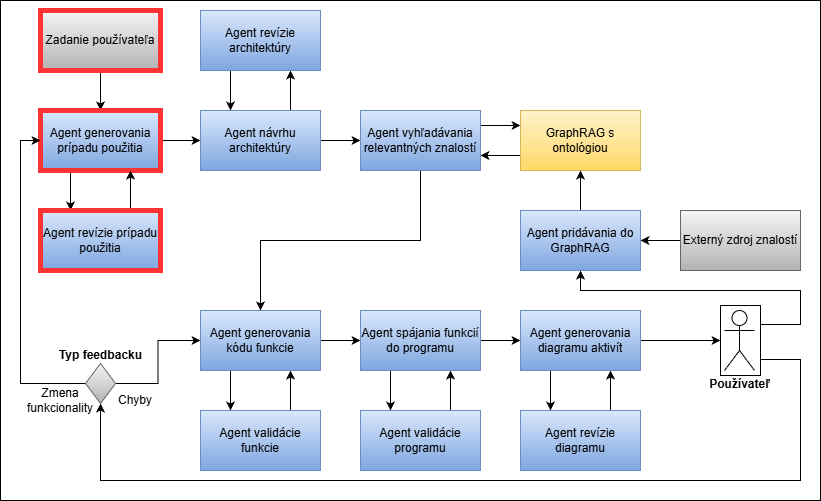 Zadanie používateľa
Agent revízie
architektúry
Agent generovania
prípadu použitia
Agent návrhu
architektúry
Agent vyhľadávania
relevantných znalostí
GraphRAG s
ontológiou
Agent revízie prípadu
použitia
Agent pridávania do
GraphRAG
Externý zdroj znalostí
Agent generovania
kódu funkcie
Agent spájania funkcií
do programu
Agent generovania
diagramu aktivít
Typ feedbacku
Zmena
funkcionality
Chyby
Používateľ
Agent validácie
funkcie
Agent validácie
programu
Agent revízie
diagramu